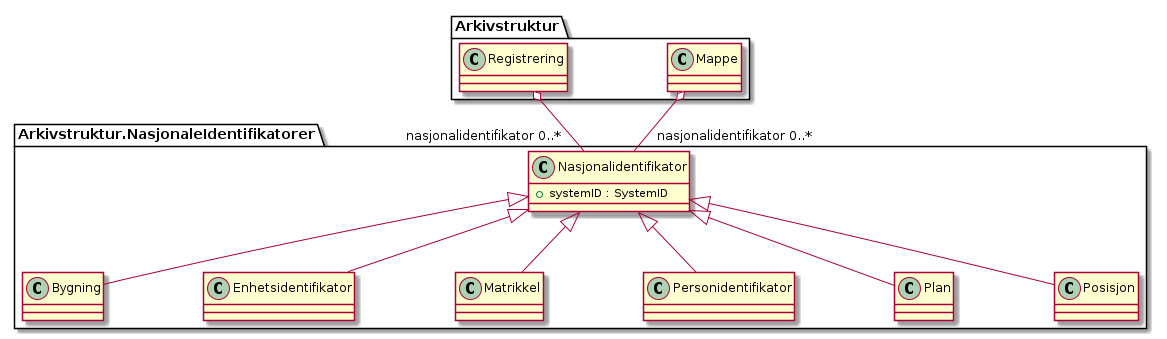 Arkivstruktur
C Registrering
C Mappe
nasjonalidentifikator 0..*
nasjonalidentifikator 0..*
Arkivstruktur.NasjonaleIdentifikatorer
C Nasjonalidentifikator
systemID : SystemID
C Bygning
C Enhetsidentifikator
C Matrikkel
C Personidentifikator
C Plan
C Posisjon